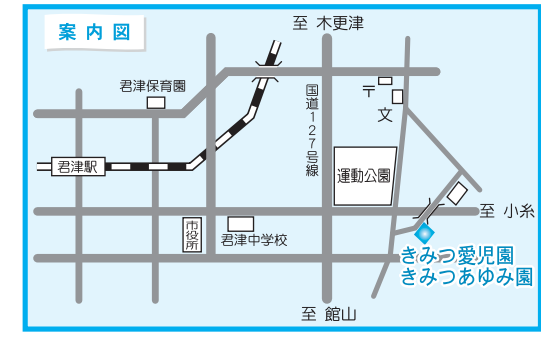 案内図
至 木更津
君津保育園
国道127号線
〒
文
君津駅
運動公園
至 小糸
市役所
君津中学校
きみつ愛児園
きみつあゆみ園
至 館山